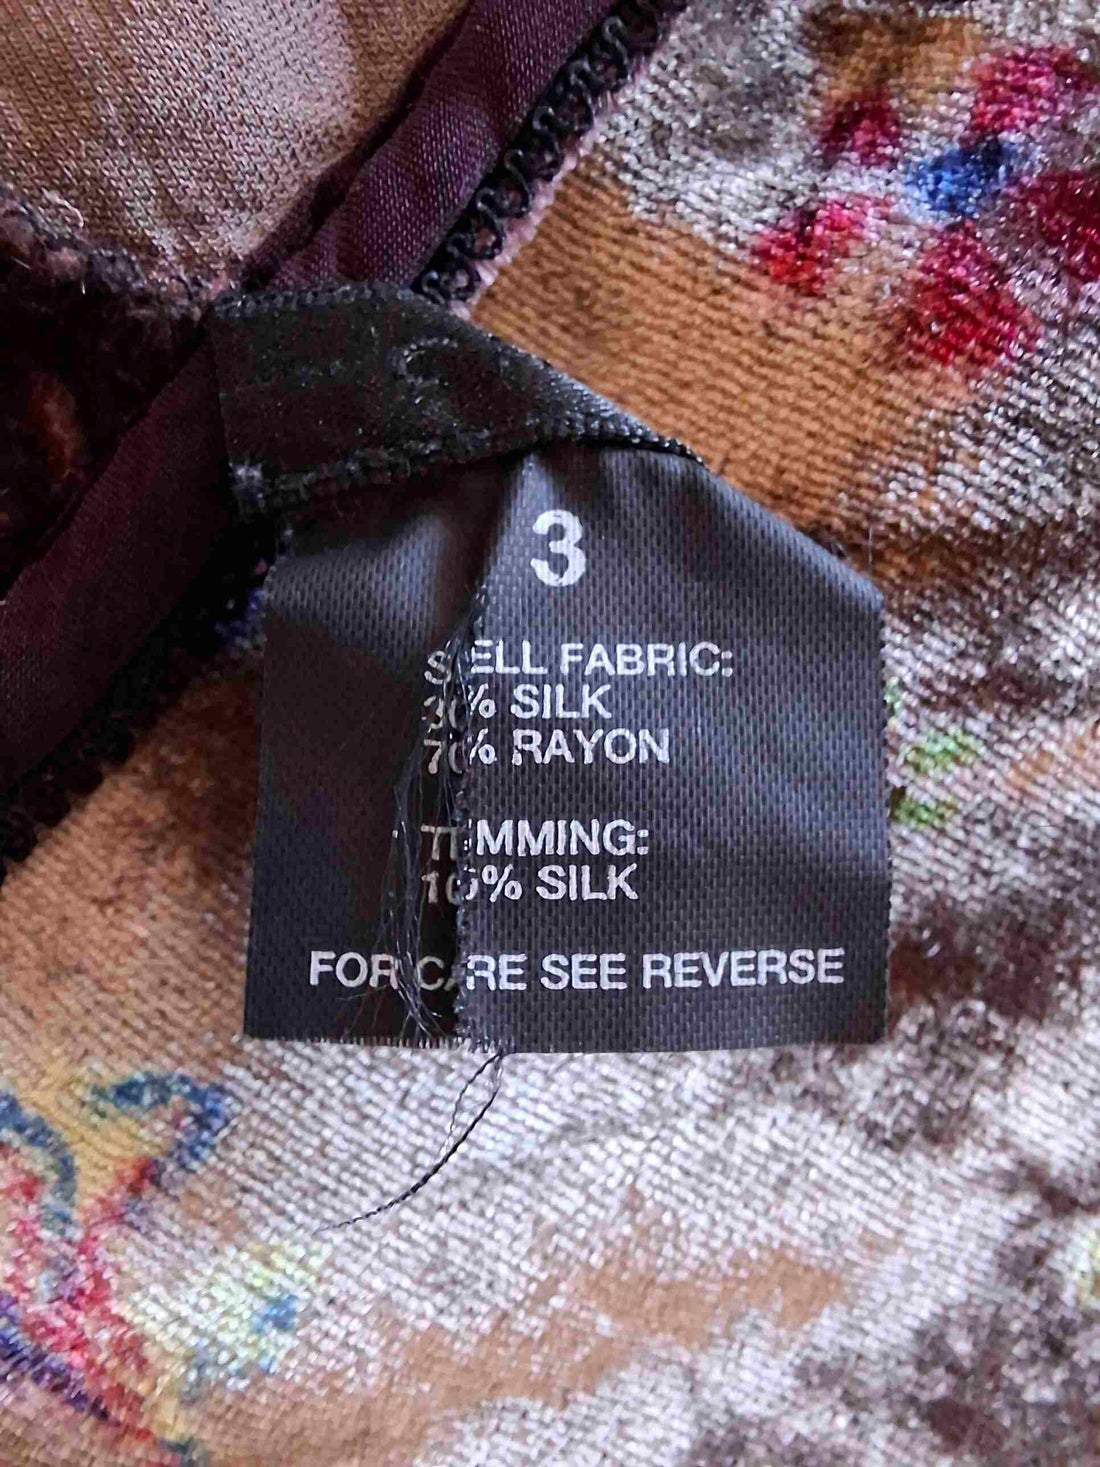 3
SHELL FABRIC:
30% SILK
70% RAYON
TRIMMING:
100% SILK
FOR CARE SEE REVERSE